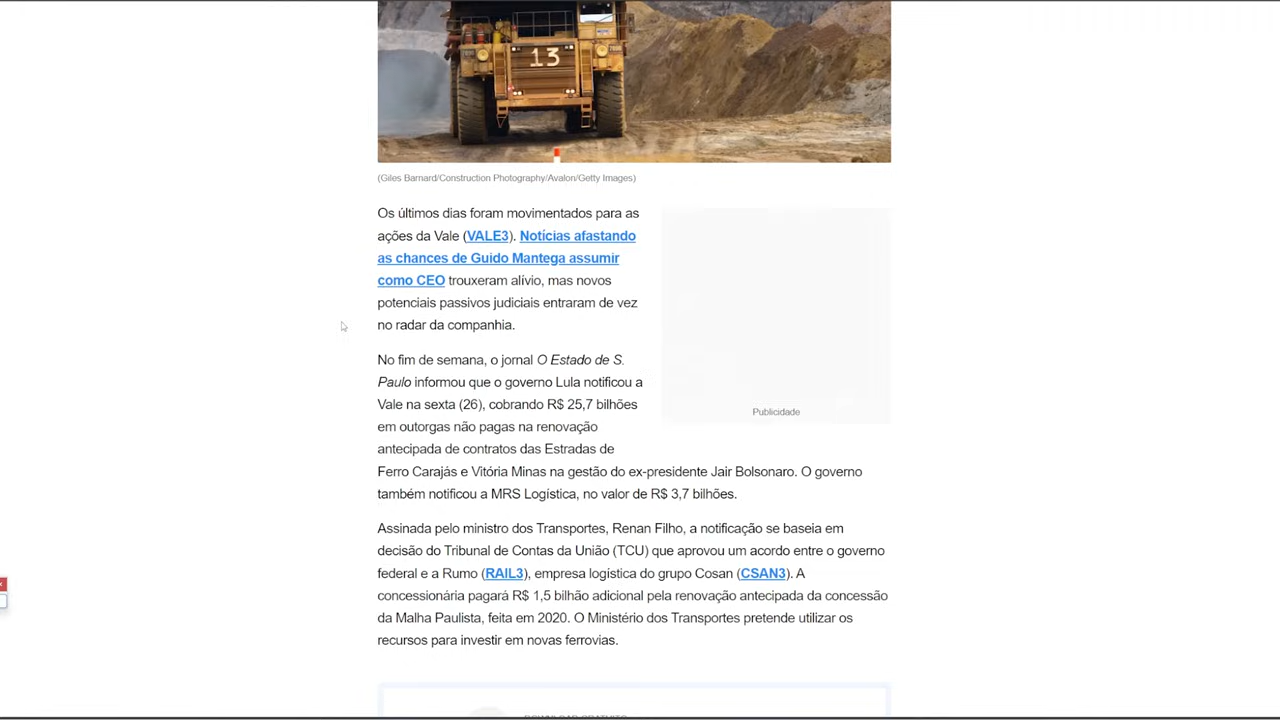 13
(Giles Barnard/Construction Photography/Avalon/Getty Images)
Os últimos dias foram movimentados para as
ações da Vale (VALE3). Notícias afastando
as chances de Guido Mantega assumir
como CEO trouxeram alívio, mas novos
potenciais passivos judiciais entraram de vez
no radar da companhia.
No fim de semana, o jornal O Estado de S.
Paulo informou que o governo Lula notificou a
Vale na sexta (26), cobrando R$ 25,7 bilhões
em outorgas não pagas na renovação
antecipada de contratos das Estradas de
Publicidade
Ferro Carajás e Vitória Minas na gestão do ex-presidente Jair Bolsonaro. O governo
também notificou a MRS Logística, no valor de R$ 3,7 bilhões.
Assinada pelo ministro dos Transportes, Renan Filho, a notificação se baseia em
decisão do Tribunal de Contas da União (TCU) que aprovou um acordo entre o governo
federal e a Rumo (RAIL3), empresa logística do grupo Cosan (CSAN3). A
concessionária pagará R$ 1,5 bilhão adicional pela renovação antecipada da concessão
da Malha Paulista, feita em 2020. O Ministério dos Transportes pretende utilizar os
recursos para investir em novas ferrovias.